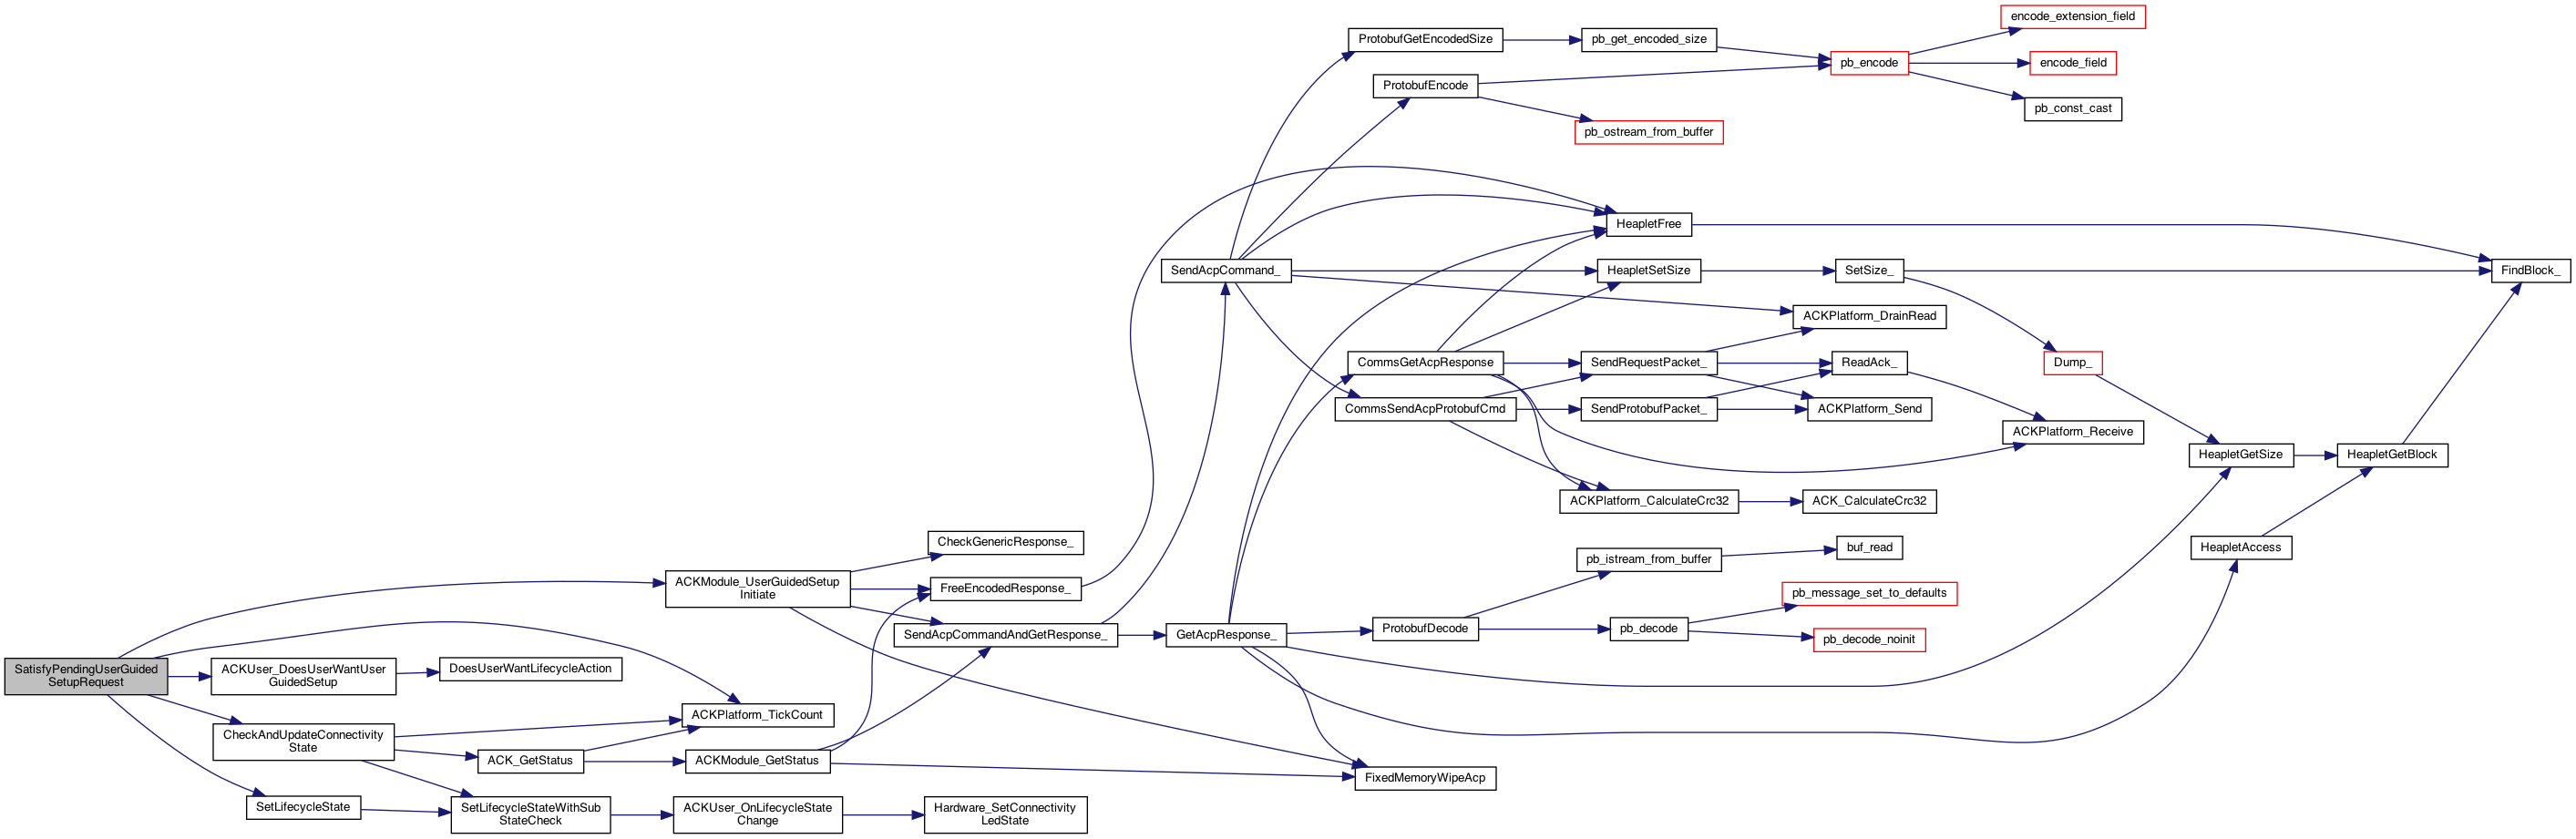 encode_extension_field
ProtobufGetEncodedSize
pb_get_encoded_size
pb_encode
encode_field
ProtobufEncode
pb_const_cast
pb_ostream_from_buffer
HeapletFree
SendAcpCommand_
HeapletSetSize
SetSize_
FindBlock_
ACKPlatform_DrainRead
CommsGetAcpResponse
SendRequestPacket_
ReadAck_
Dump_
CommsSendAcpProtobufCmd
SendProtobufPacket_
ACKPlatform_Send
ACKPlatform_Receive
HeapletGetSize
HeapletGetBlock
ACKPlatform_CalculateCrc32
ACK_CalculateCrc32
CheckGenericResponse_
HeapletAccess
pb_istream_from_buffer
buf_read
ACKModule_UserGuidedSetup
Initiate
FreeEncodedResponse_
pb_message_set_to_defaults
SendAcpCommandAndGetResponse_
GetAcpResponse_
ProtobufDecode
pb_decode
pb_decode_noinit
SatisfyPendingUserGuided
SetupRequest
ACKUser_DoesUserWantUser
GuidedSetup
DoesUserWantLifecycleAction
ACKPlatform_TickCount
CheckAndUpdateConnectivity
State
ACK_GetStatus
ACKModule_GetStatus
FixedMemoryWipeAcp
SetLifecycleState
SetLifecycleStateWithSub
StateCheck
ACKUser_OnLifecycleState
Change
Hardware_SetConnectivity
LedState